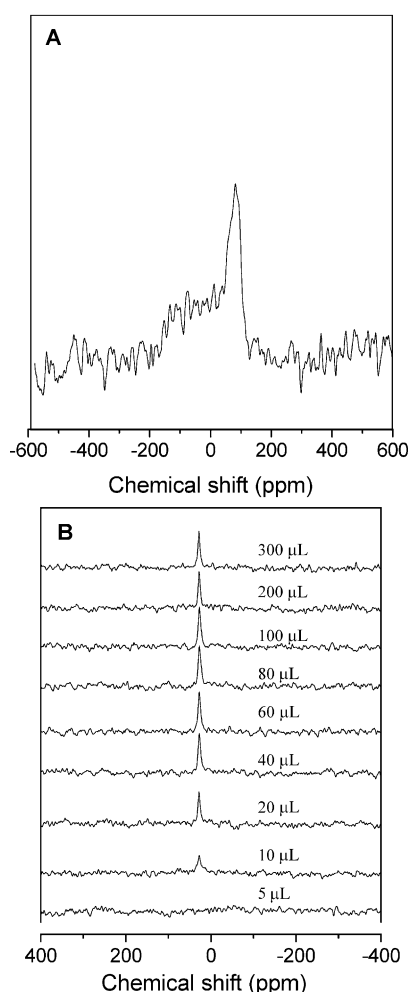 A
-600 -400 -200 0 200 400 600
Chemical shift (ppm)
B
300 μL
200 μL
100 μL
80 μL
60 μL
40 μL
20 μL
10 μL
5 μL
400 200 0 -200 -400
Chemical shift (ppm)